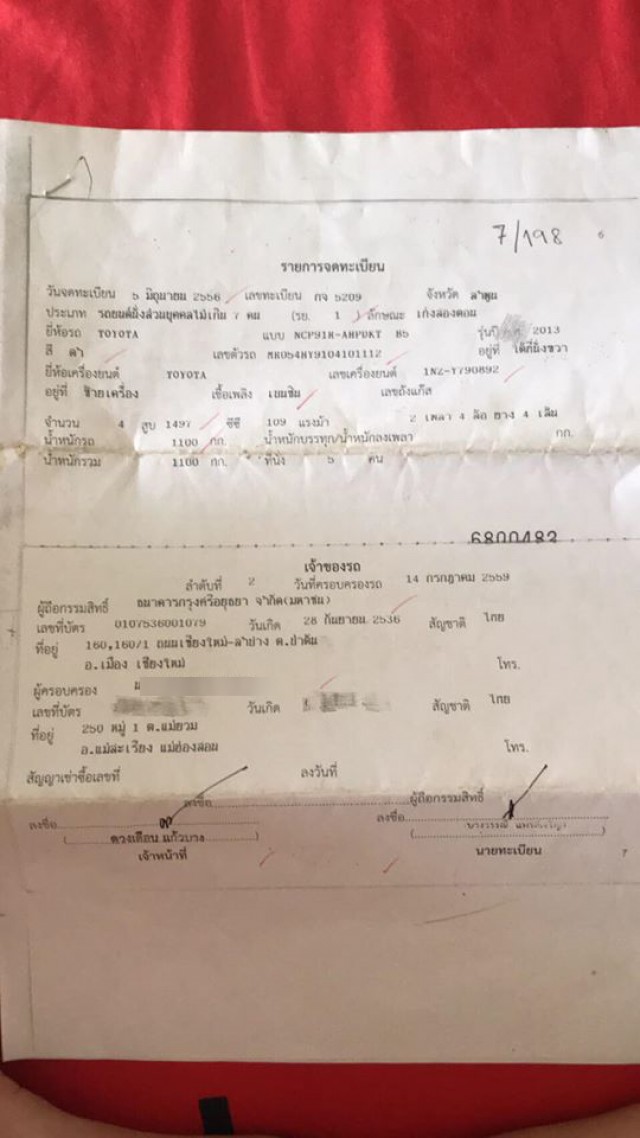 7/198
รายการจดทะเบียน
วันจดทะเบียน 5 มิถุนายน 2556 เลขทะเบียน กจ 5209 จังหวัด ลำพูน
ประเภท รถยนต์นั่งส่วนบุคคลไม่เกิน 7 คน (รย. 1 ) ลักษณะ เก๋งสองตอน
ยี่ห้อรถ TOYOTA แบบ NCP91R-AHPDKT B5 รุ่นปี 2013
สี ดำ เลขตัวรถ MR054HY9104101112 อยู่ที่ ใต้ที่นั่งขวา
ยี่ห้อเครื่องยนต์ TOYOTA เลขเครื่องยนต์ 1NZ-Y790892
อยู่ที่ ซ้ายเครื่อง เชื้อเพลิง เบนซิน เลขถังแก๊ส
จำนวน 4 สูบ 1497 ซีซี 109 แรงม้า 2 เพลา 4 ล้อ ยาง 4 เส้น
น้ำหนักรถ 1100 กก. น้ำหนักบรรทุก/น้ำหนักลงเพลา กก.
น้ำหนักรวม 1100 กก. ที่นั่ง 5 คน
6800482
เจ้าของรถ
ลำดับที่ 2 วันที่ครอบครองรถ 14 กรกฎาคม 2559
ผู้ถือกรรมสิทธิ์ ธนาคารกรุงศรีอยุธยา จำกัด(มหาชน)
เลขที่บัตร 0107536001079 วันเกิด 28 กันยายน 2536 สัญชาติ ไทย
ที่อยู่ 160,160/1 ถนนเชียงใหม่-ลำปาง ต.ป่าตัน
อ.เมือง เชียงใหม่ โทร.
ผู้ครอบครอง
เลขที่บัตร วันเกิด สัญชาติ ไทย
ที่อยู่ 250 หมู่ 1 ต.แม่ยวม
อ.แม่สะเรียง แม่ฮ่องสอน โทร.
สัญญาเช่าซื้อเลขที่ ลงวันที่
ลงชื่อ ผู้ถือกรรมสิทธิ์
ลงชื่อ ลงชื่อ
( ดวงเดือน แก้วบวง ) ( )
เจ้าหน้าที่ นายทะเบียน